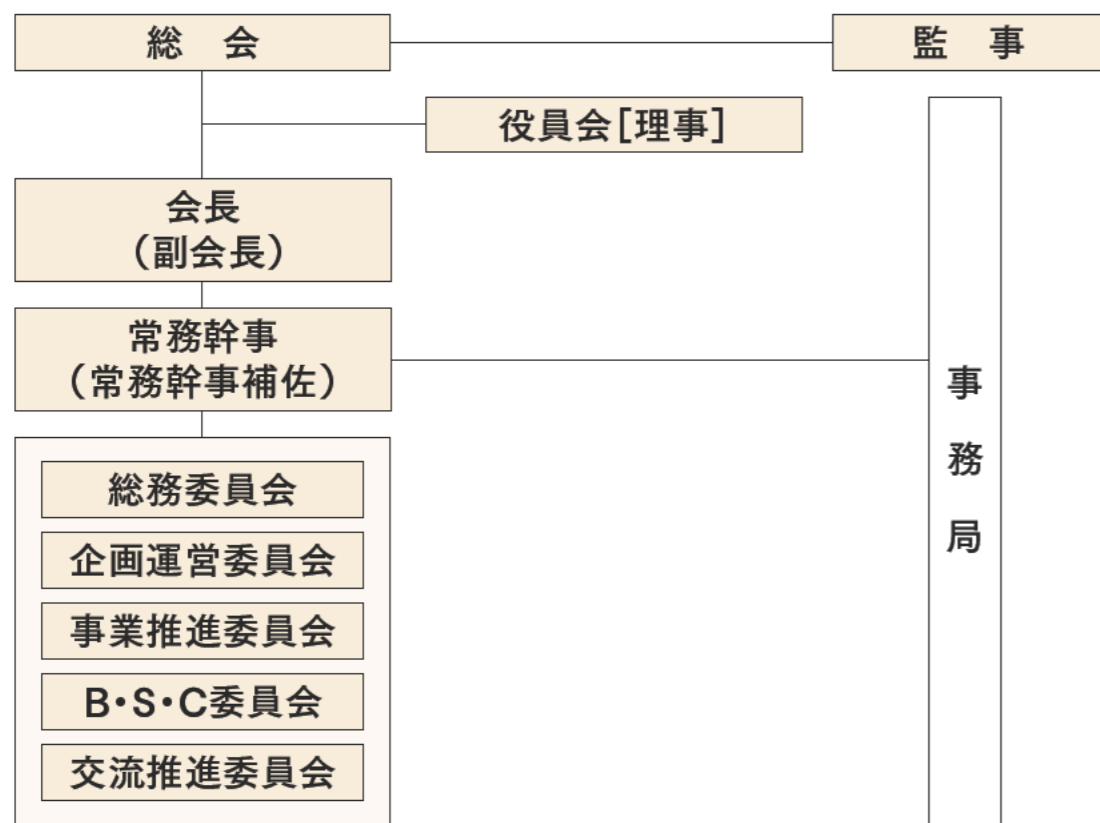 総　会
監　事
役員会[理事]
会長
（副会長）
常務幹事
（常務幹事補佐）
事務局
総務委員会
企画運営委員会
事業推進委員会
B・S・C委員会
交流推進委員会